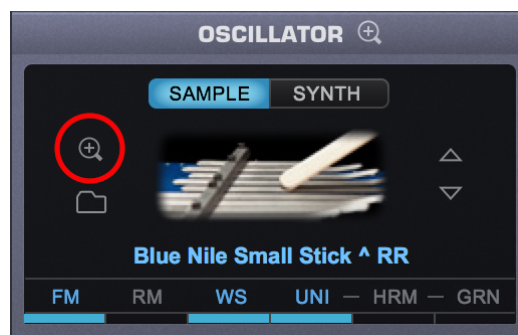 OSCILLATOR
SAMPLE SYNTH
Blue Nile Small Stick ^ RR
FM RM WS UNI — HRM — GRN